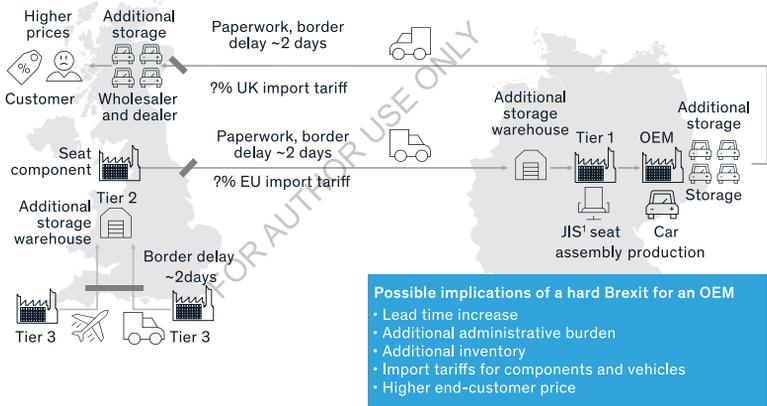 Higher
prices
Additional
storage
Customer
Wholesaler
and dealer
Paperwork, border
delay ~2 days
?% UK import tariff
Paperwork, border
delay ~2 days
?% EU import tariff
Seat
component
Tier 2
Additional
storage
warehouse
Border delay
~2days
Tier 3
Tier 3
Additional
storage
warehouse
Tier 1
OEM
Additional
storage
Storage
JIS¹ seat
assembly
Car
production
Possible implications of a hard Brexit for an OEM
• Lead time increase
• Additional administrative burden
• Additional inventory
• Import tariffs for components and vehicles
• Higher end-customer price
FOR AUTHOR USE ONLY
%